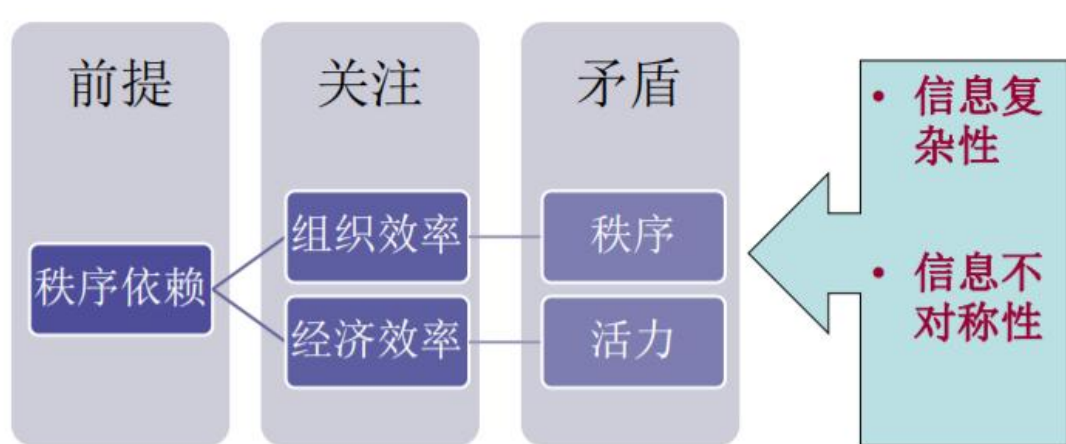 前提
关注
矛盾
秩序依赖
组织效率
秩序
经济效率
活力
• 信息复
杂性
• 信息不
对称性